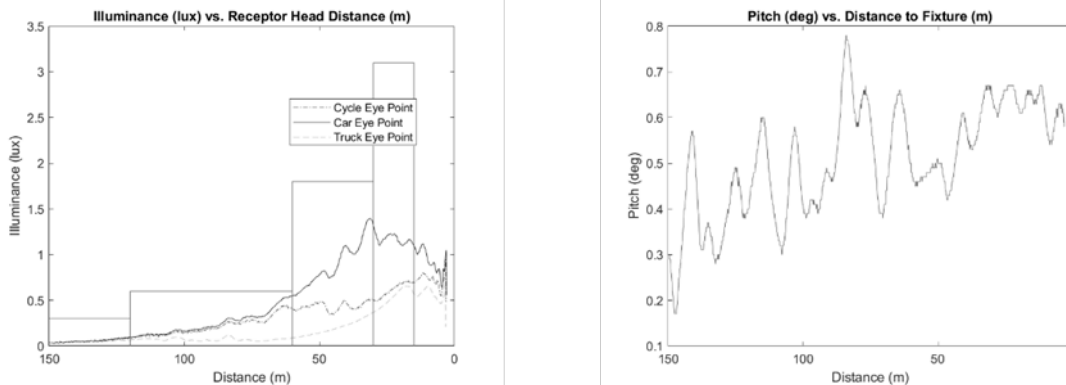 Illuminance (lux) vs. Receptor Head Distance (m)
3.5
3
2.5
2
1.5
1
0.5
0
Illuminance (lux)
Cycle Eye Point
Car Eye Point
Truck Eye Point
150
100
50
0
Distance (m)
Pitch (deg) vs. Distance to Fixture (m)
0.8
0.7
0.6
0.5
0.4
0.3
0.2
0.1
Pitch (deg)
150
100
50
Distance (m)